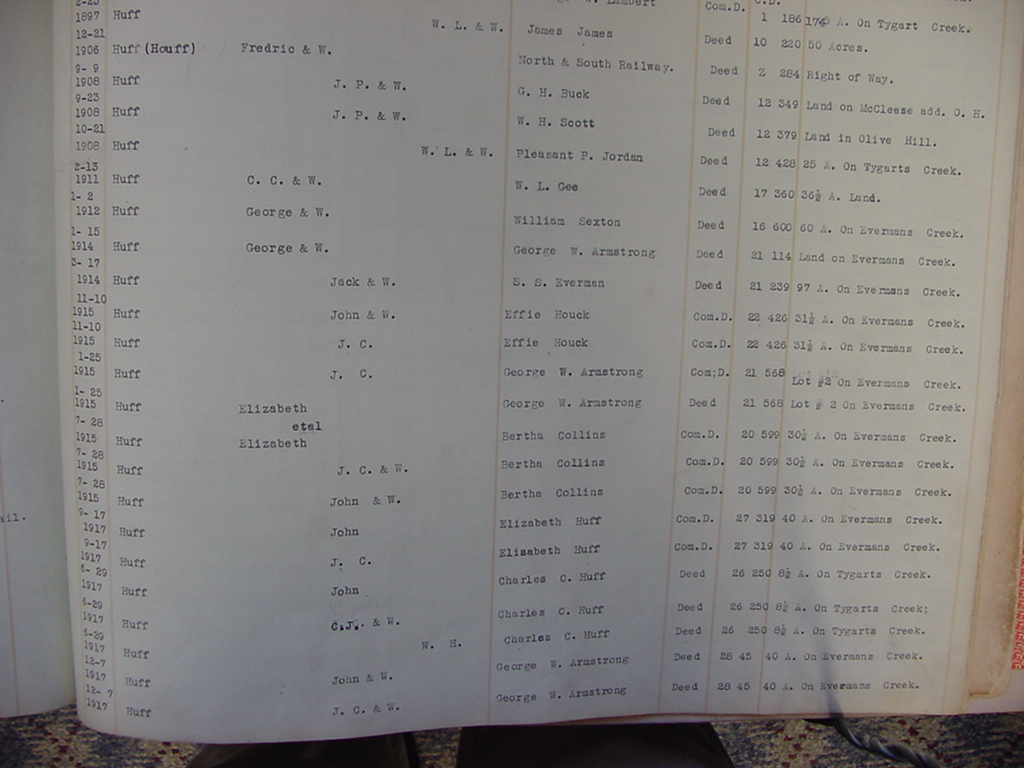 W. Lambert Com.D. 1 186 174 A. On Tygart Creek.
2-23
1897 Huff W. L. & W. James James Deed 10 220 50 Acres.
12-21
1906 Huff (Houff) Fredric & W. North & South Railway. Deed Z 284 Right of Way.
9- 9
1908 Huff J. P. & W. G. H. Buck Deed 12 349 Land on McCleese add. O. H.
9-23
1908 Huff J. P. & W. W. H. Scott Deed 12 379 Land in Olive Hill.
10-21
1908 Huff W. L. & W. Pleasant P. Jordan Deed 12 428 25 A. On Tygarts Creek.
2-13
1911 Huff C. C. & W. W. L. Gee Deed 17 360 36½ A. Land.
1- 2
1912 Huff George & W. William Sexton Deed 16 600 60 A. On Evermans Creek.
1- 15
1914 Huff George & W. George W. Armstrong Deed 21 114 Land on Evermans Creek.
3- 17
1914 Huff Jack & W. S. S. Everman Deed 21 239 97 A. On Evermans Creek.
11-10
1915 Huff John & W. Effie Houck Com.D. 22 426 31½ A. On Evermans Creek.
11-10
1915 Huff J. C. Effie Houck Com.D. 22 426 31½ A. On Evermans Creek.
1-25
1915 Huff J. C. George W. Armstrong Com;D. 21 568 Lot #2 On Evermans Creek.
1- 25
1915 Huff Elizabeth George W. Armstrong Deed 21 568 Lot # 2 On Evermans Creek.
7- 28 etal
1915 Huff Elizabeth Bertha Collins Com.D. 20 599 30½ A. On Evermans Creek.
7- 28
1915 Huff J. C. & W. Bertha Collins Com.D. 20 599 30½ A. On Evermans Creek.
7- 28
1915 Huff John & W. Bertha Collins Com.D. 20 599 30½ A. On Evermans Creek.
9- 17
1917 Huff John Elizabeth Huff Com.D. 27 319 40 A. On Evermans Creek.
9-17
1917 Huff J. C. Elizabeth Huff Com.D. 27 319 40 A. On Evermans Creek.
6- 29
1917 Huff John Charles C. Huff Deed 26 250 8½ A. On Tygarts Creek.
6-29
1917 Huff C.J. & W. Charles C. Huff Deed 26 250 8½ A. On Tygarts Creek;
6-29
1917 Huff W. H. Charles C. Huff Deed 26 250 8½ A. On Tygarts Creek.
12-7
1917 Huff John & W. George W. Armstrong Deed 28 45 40 A. On Evermans Creek.
12- 7
1917 Huff J. C. & W. George W. Armstrong Deed 28 45 40 A. On Evermans Creek.
ail.